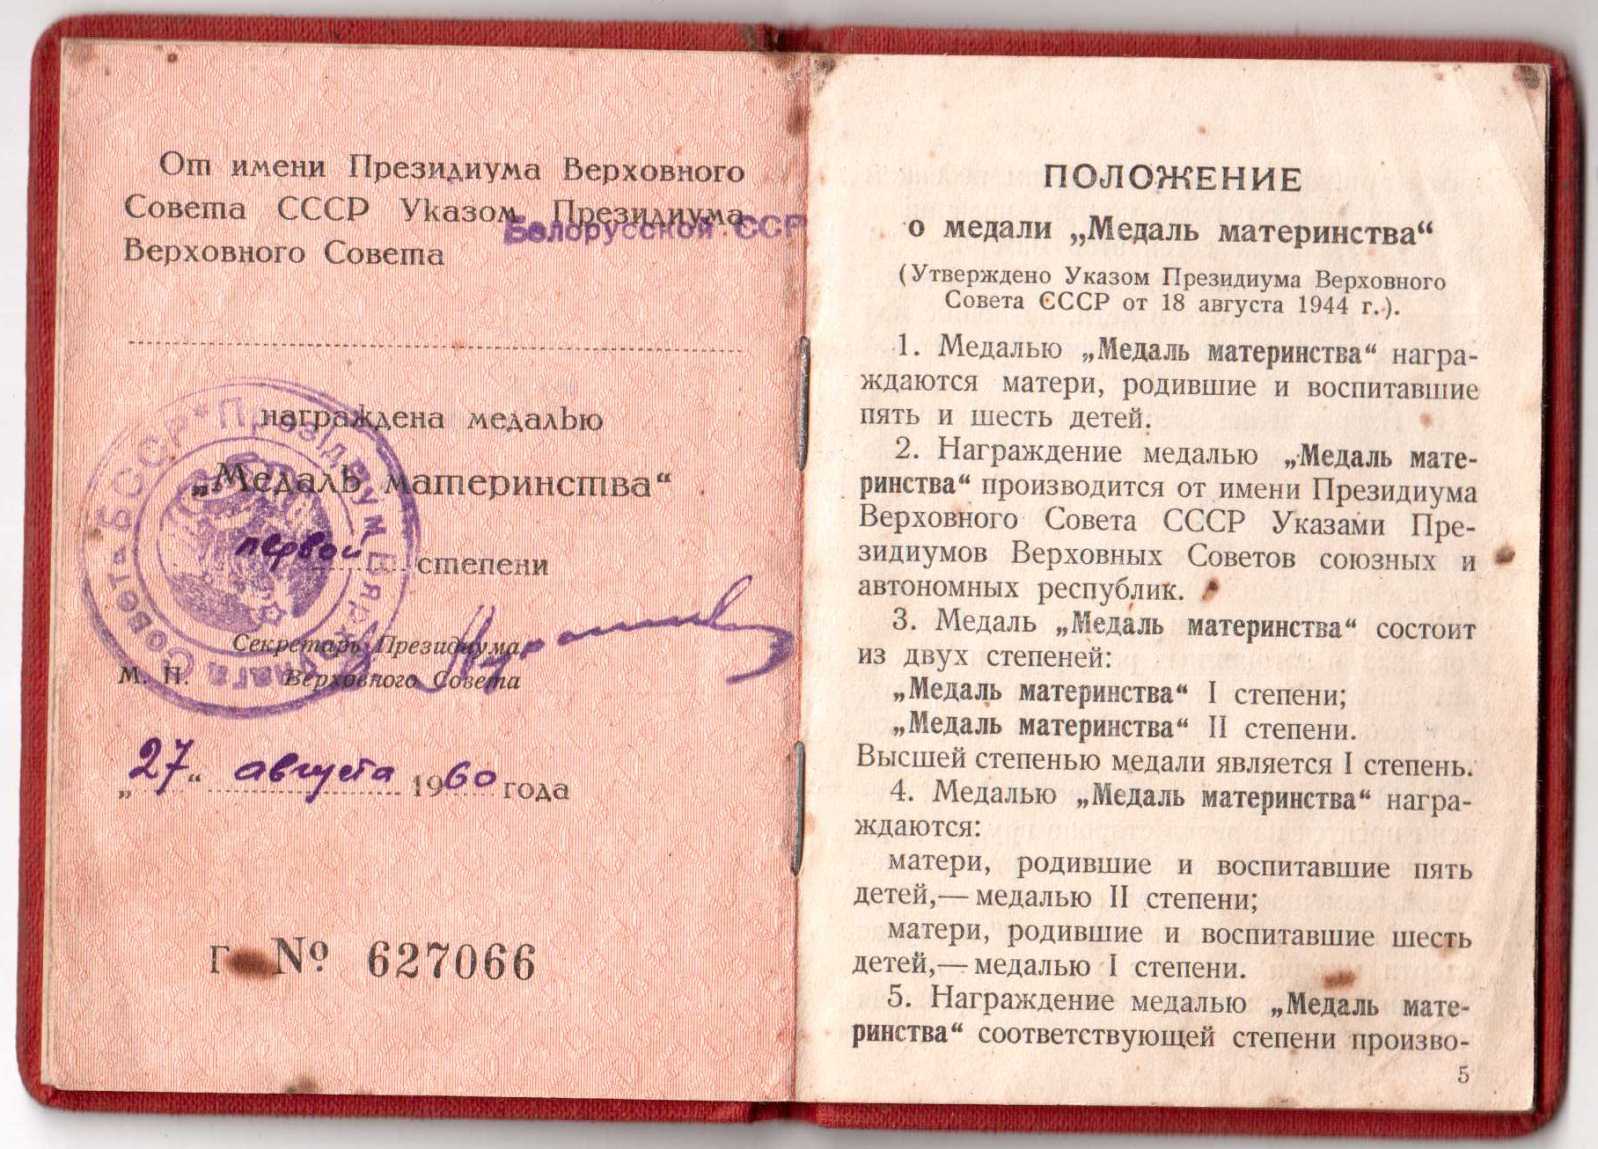 От имени Президиума Верховного
Совета СССР Указом Президиума
Белорусской ССР
Верховного Совета
награждена медалью
„Медаль материнства“
первой степени
Секретарь Президиума
М. П. Верховного Совета
„27“ августа 1960 года
Г № 627066
БССР * Прэзідыум Вярхоўнага Совета
ПОЛОЖЕНИЕ
о медали „Медаль материнства“
(Утверждено Указом Президиума Верховного
Совета СССР от 18 августа 1944 г.).
1. Медалью „Медаль материнства“ награ-
ждаются матери, родившие и воспитавшие
пять и шесть детей.
2. Награждение медалью „Медаль мате-
ринства“ производится от имени Президиума
Верховного Совета СССР Указами Пре-
зидиумов Верховных Советов союзных и
автономных республик.
3. Медаль „Медаль материнства“ состоит
из двух степеней:
„Медаль материнства“ I степени;
„Медаль материнства“ II степени.
Высшей степенью медали является I степень.
4. Медалью „Медаль материнства“ награ-
ждаются:
матери, родившие и воспитавшие пять
детей,— медалью II степени;
матери, родившие и воспитавшие шесть
детей,— медалью I степени.
5. Награждение медалью „Медаль мате-
ринства“ соответствующей степени произво-
5